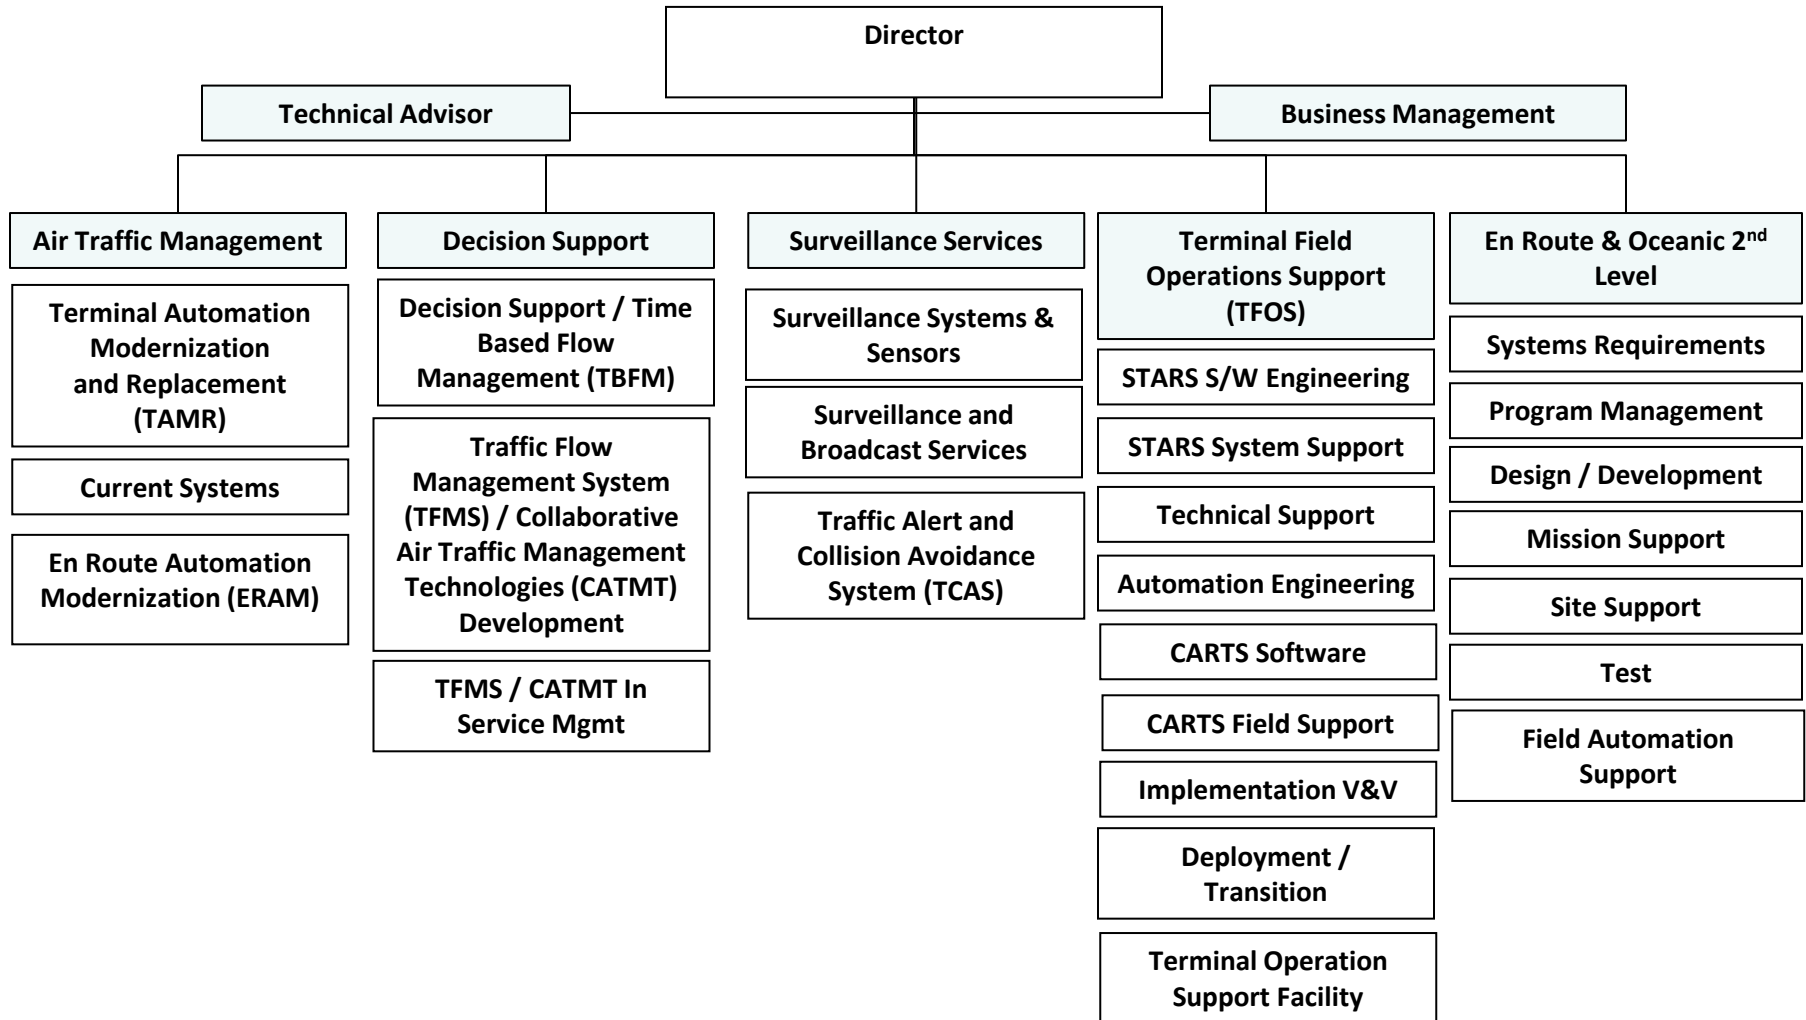 Director
Technical Advisor
Business Management
Air Traffic Management
Terminal Automation
Modernization
and Replacement
(TAMR)
Current Systems
En Route Automation
Modernization (ERAM)
Decision Support
Decision Support / Time
Based Flow
Management (TBFM)
Traffic Flow
Management System
(TFMS) / Collaborative
Air Traffic Management
Technologies (CATMT)
Development
TFMS / CATMT In
Service Mgmt
Surveillance Services
Surveillance Systems &
Sensors
Surveillance and
Broadcast Services
Traffic Alert and
Collision Avoidance
System (TCAS)
Terminal Field
Operations Support
(TFOS)
STARS S/W Engineering
STARS System Support
Technical Support
Automation Engineering
CARTS Software
CARTS Field Support
Implementation V&V
Deployment /
Transition
Terminal Operation
Support Facility
En Route & Oceanic 2nd
Level
Systems Requirements
Program Management
Design / Development
Mission Support
Site Support
Test
Field Automation
Support